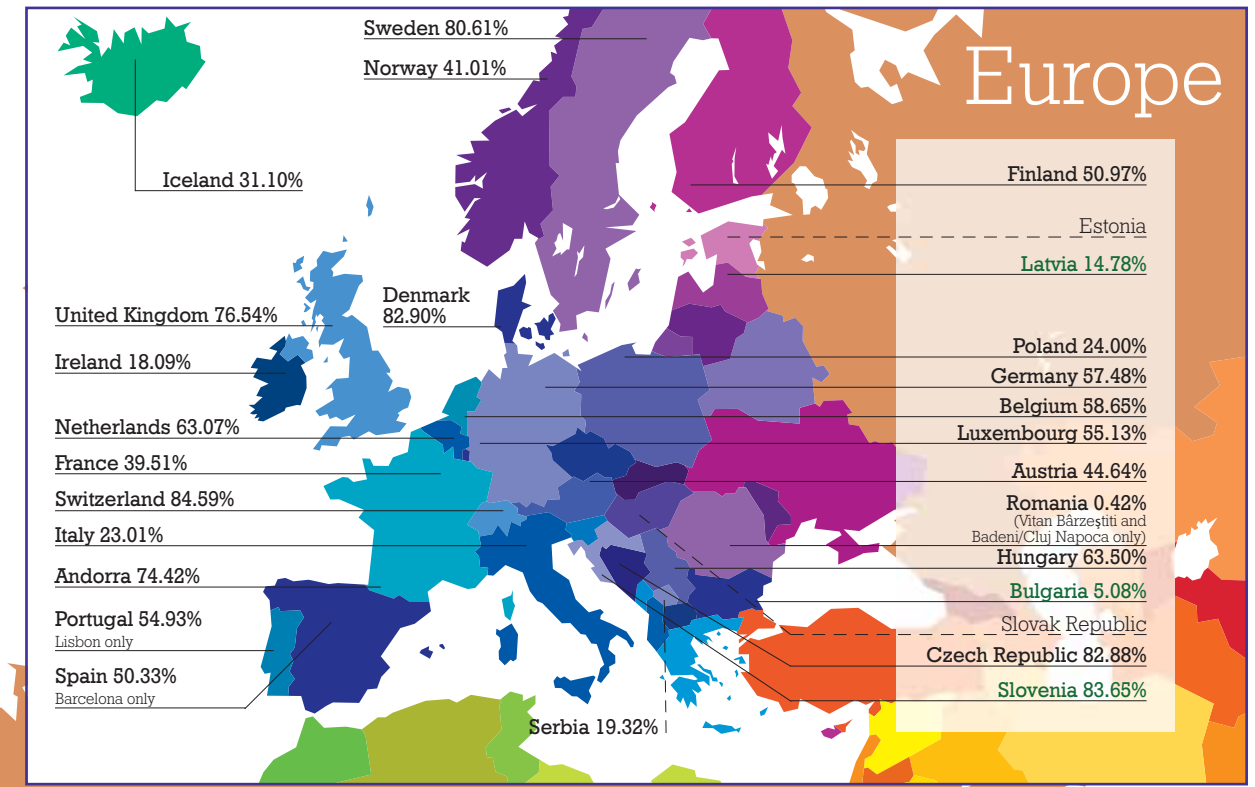 Europe
Sweden 80.61%
Norway 41.01%
Iceland 31.10%
Denmark
82.90%
United Kingdom 76.54%
Ireland 18.09%
Netherlands 63.07%
France 39.51%
Switzerland 84.59%
Italy 23.01%
Andorra 74.42%
Portugal 54.93%
Lisbon only
Spain 50.33%
Barcelona only
Serbia 19.32%
Finland 50.97%
Estonia
Latvia 14.78%
Poland 24.00%
Germany 57.48%
Belgium 58.65%
Luxembourg 55.13%
Austria 44.64%
Romania 0.42%
(Vitan Bârzeştiti and
Badeni/Cluj Napoca only)
Hungary 63.50%
Bulgaria 5.08%
Slovak Republic
Czech Republic 82.88%
Slovenia 83.65%